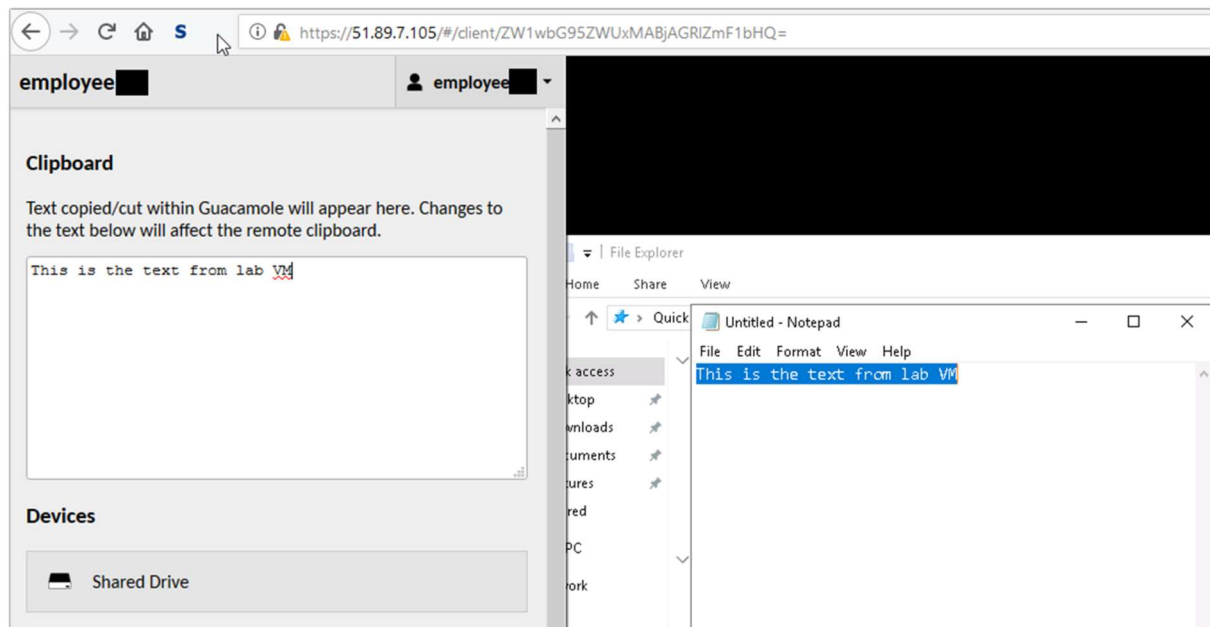 S
https://51.89.7.105/#/client/ZW1wbG95ZWUxMABjAGRlZmF1bHQ=
employee
employee
Clipboard
Text copied/cut within Guacamole will appear here. Changes to
the text below will affect the remote clipboard.
This is the text from lab VM
Devices
Shared Drive
File Explorer
Home Share View
Quick
k access
ktop
wnloads
cuments
tures
red
PC
work
Untitled - Notepad
File Edit Format View Help
This is the text from lab VM